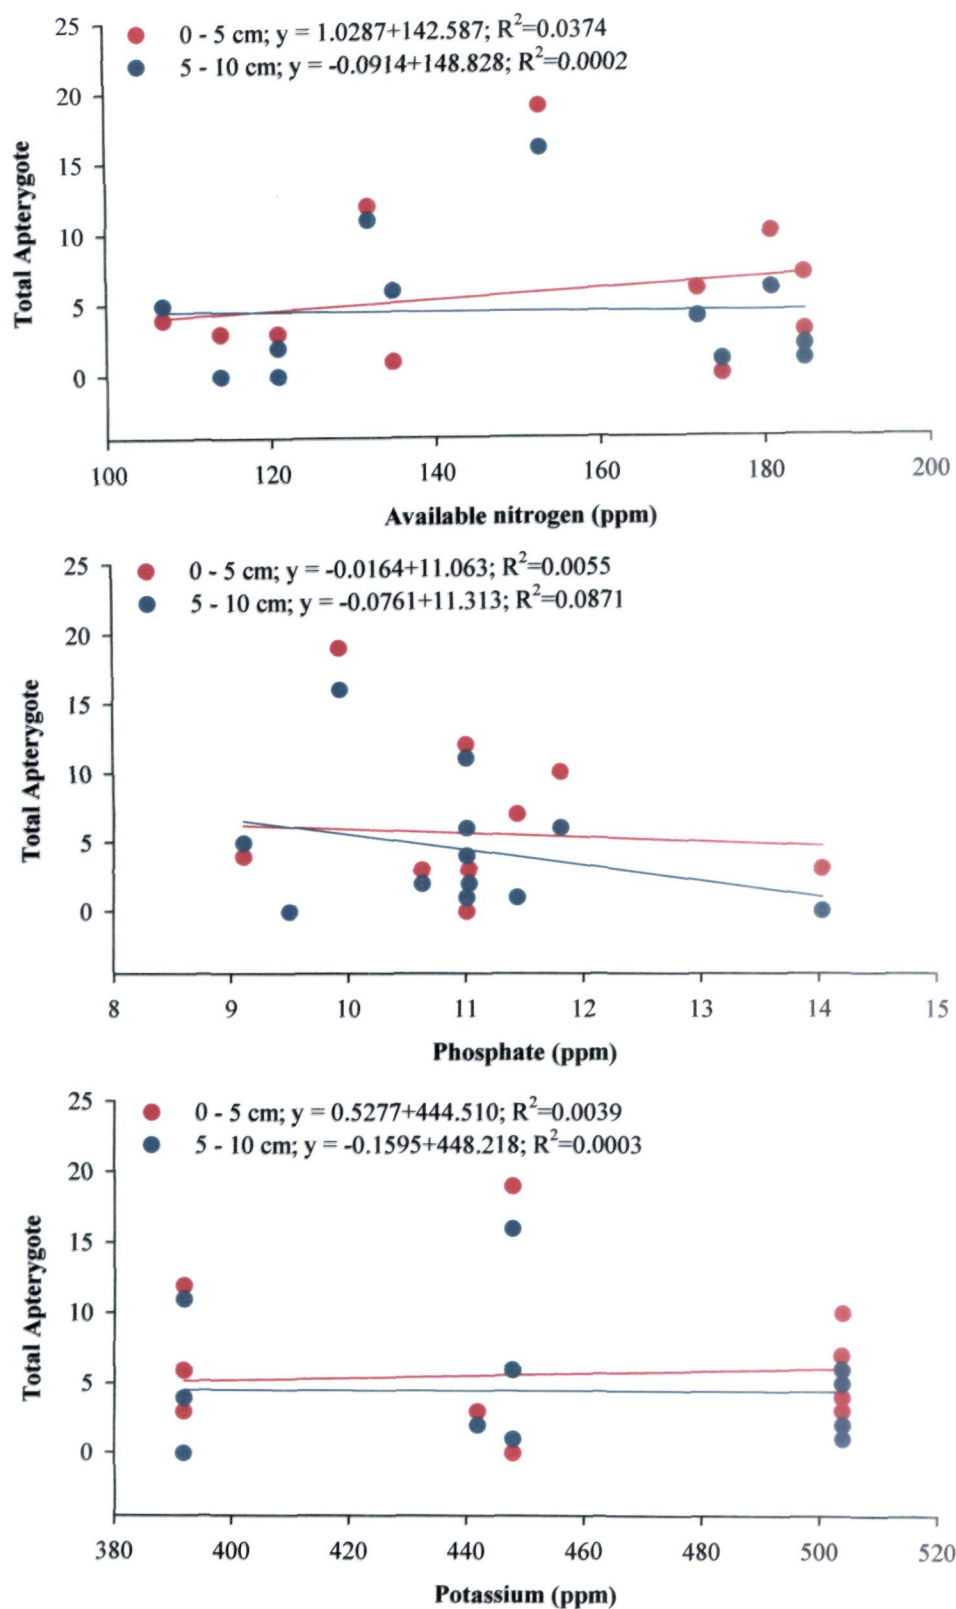 25
0 - 5 cm; y = 1.0287+142.587; R²=0.0374
5 - 10 cm; y = -0.0914+148.828; R²=0.0002
20
15
10
5
0
Total Apterygote
100 120 140 160 180 200
Available nitrogen (ppm)
25
0 - 5 cm; y = -0.0164+11.063; R²=0.0055
5 - 10 cm; y = -0.0761+11.313; R²=0.0871
20
15
10
5
0
Total Apterygote
8 9 10 11 12 13 14 15
Phosphate (ppm)
25
0 - 5 cm; y = 0.5277+444.510; R²=0.0039
5 - 10 cm; y = -0.1595+448.218; R²=0.0003
20
15
10
5
0
Total Apterygote
380 400 420 440 460 480 500 520
Potassium (ppm)